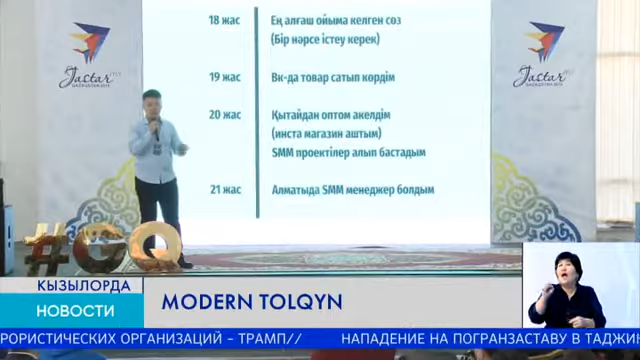 18 жас
Ең алғаш ойыма келген сөз
(Бір нәрсе істеу керек)
19 жас
Вк-да товар сатып көрдім
20 жас
Қытайдан оптом акелдім
(инста магазин аштым)
SMM проектілер алып бастадым
21 жас
Алматыда SMM менеджер болдым
Jastar
Jastar
#GQ
КЫЗЫЛОРДА
НОВОСТИ
MODERN TOLQYN
РОРИСТИЧЕСКИХ ОРГАНИЗАЦИЙ - ТРАМП// НАПАДЕНИЕ НА ПОГРАНЗАСТАВУ В ТАДЖИ